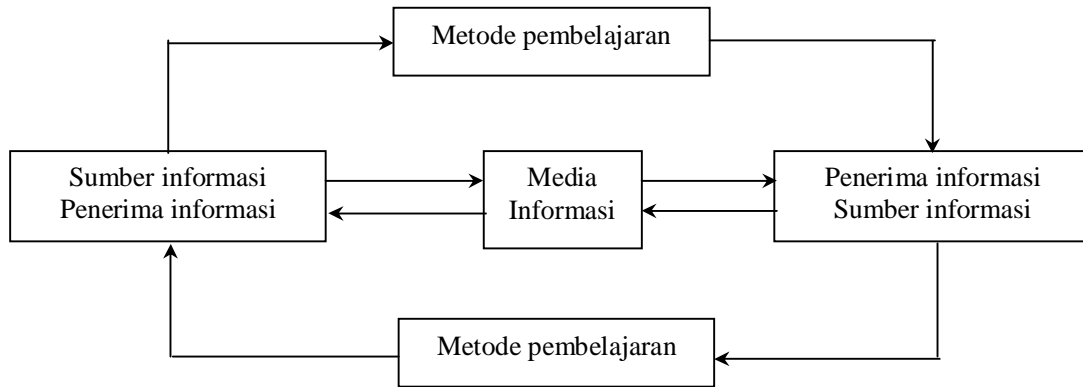 Metode pembelajaran
Sumber informasi
Penerima informasi
Media
Informasi
Penerima informasi
Sumber informasi
Metode pembelajaran